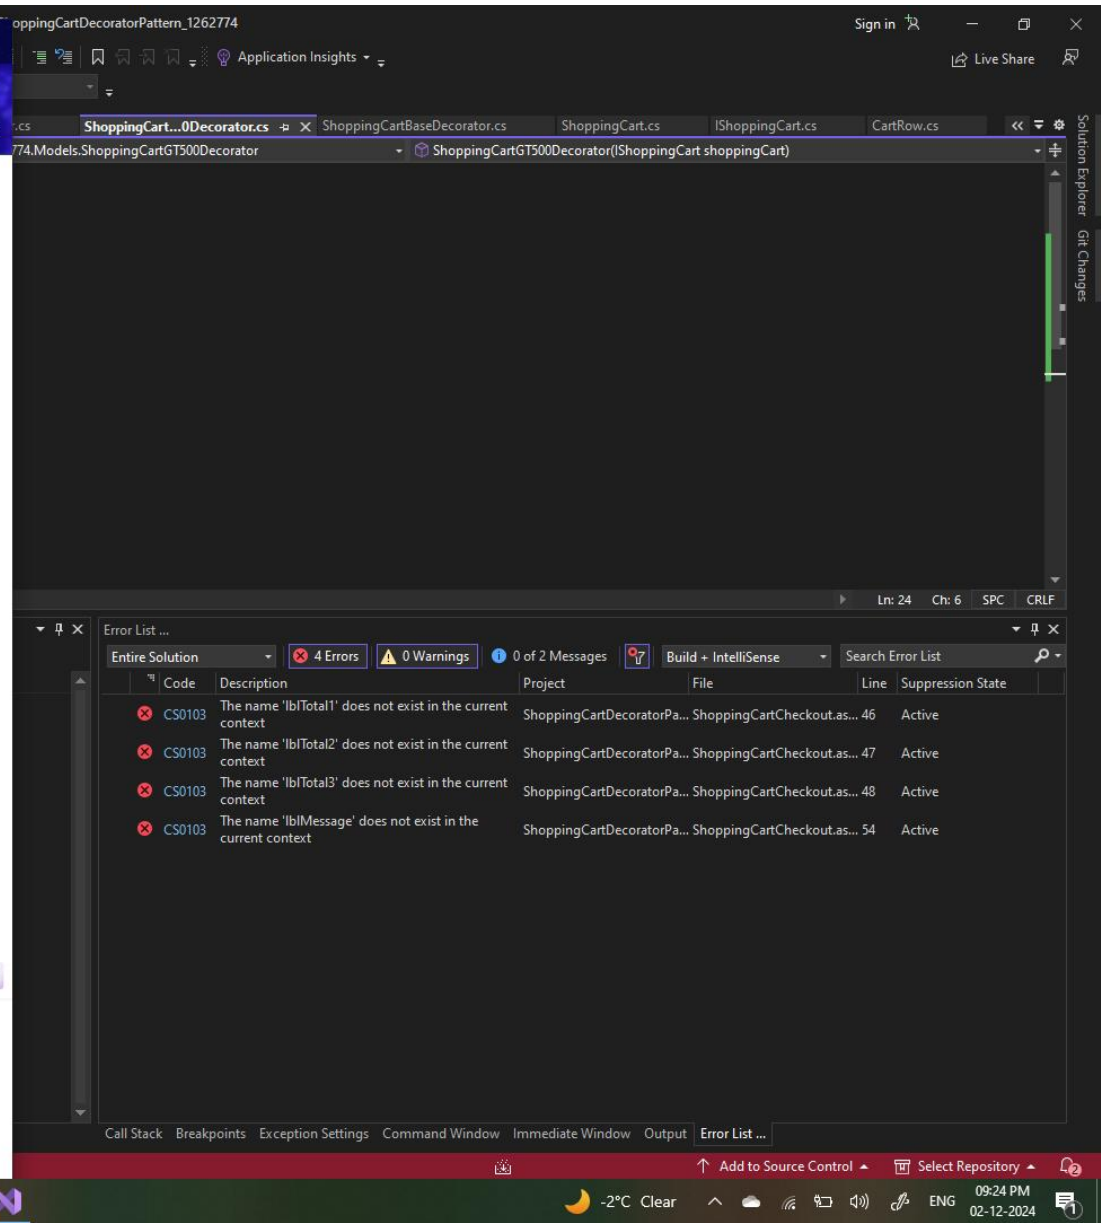 oppingCartDecoratorPattern_1262774
Sign in
Application Insights
Live Share
.cs
ShoppingCart...0Decorator.cs
ShoppingCartBaseDecorator.cs
ShoppingCart.cs
IShoppingCart.cs
CartRow.cs
74.Models.ShoppingCartGT500Decorator
ShoppingCartGT500Decorator(IShoppingCart shoppingCart)
Solution Explorer
Git Changes
Ln: 24 Ch: 6 SPC CRLF
Error List ...
Entire Solution
4 Errors
0 Warnings
0 of 2 Messages
Build + IntelliSense
Search Error List
Code Description Project File Line Suppression State
CS0103 The name 'lblTotal1' does not exist in the current context ShoppingCartDecoratorPa... ShoppingCartCheckout.as... 46 Active
CS0103 The name 'lblTotal2' does not exist in the current context ShoppingCartDecoratorPa... ShoppingCartCheckout.as... 47 Active
CS0103 The name 'lblTotal3' does not exist in the current context ShoppingCartDecoratorPa... ShoppingCartCheckout.as... 48 Active
CS0103 The name 'lblMessage' does not exist in the current context ShoppingCartDecoratorPa... ShoppingCartCheckout.as... 54 Active
Call Stack Breakpoints Exception Settings Command Window Immediate Window Output Error List ...
Add to Source Control
Select Repository
2
-2°C Clear
ENG
09:24 PM
02-12-2024
1